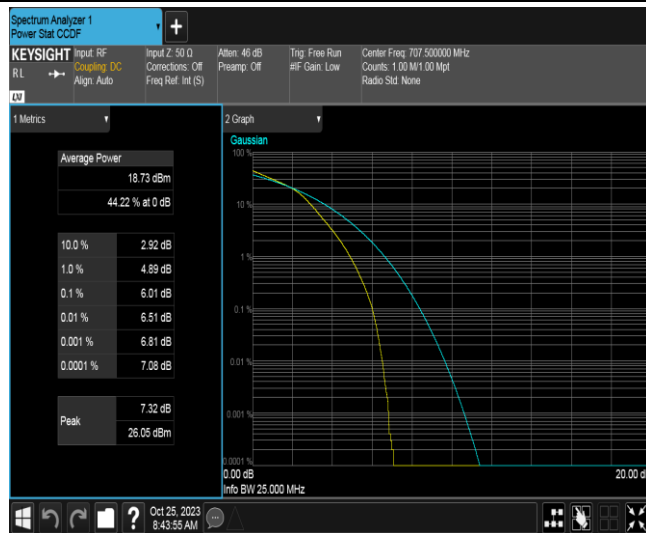 Spectrum Analyzer 1
Power Stat CCDF
+
KEYSIGHT
RL
Input: RF
Coupling: DC
Align: Auto
Input Z: 50 Ω
Corrections: Off
Freq Ref: Int (S)
Atten: 46 dB
Preamp: Off
Trig: Free Run
#IF Gain: Low
Center Freq: 707.500000 MHz
Counts: 1.00 M/1.00 Mpt
Radio Std: None
1 Metrics
Average Power
18.73 dBm
44.22 % at 0 dB
10.0 % 2.92 dB
1.0 % 4.89 dB
0.1 % 6.01 dB
0.01 % 6.51 dB
0.001 % 6.81 dB
0.0001 % 7.08 dB
Peak
7.32 dB
26.05 dBm
2 Graph
Gaussian
100 %
10 %
1 %
0.1 %
0.01 %
0.001 %
0.0001 %
0.00 dB
20.00 d
Info BW 25.000 MHz
?
Oct 25, 2023
8:43:55 AM